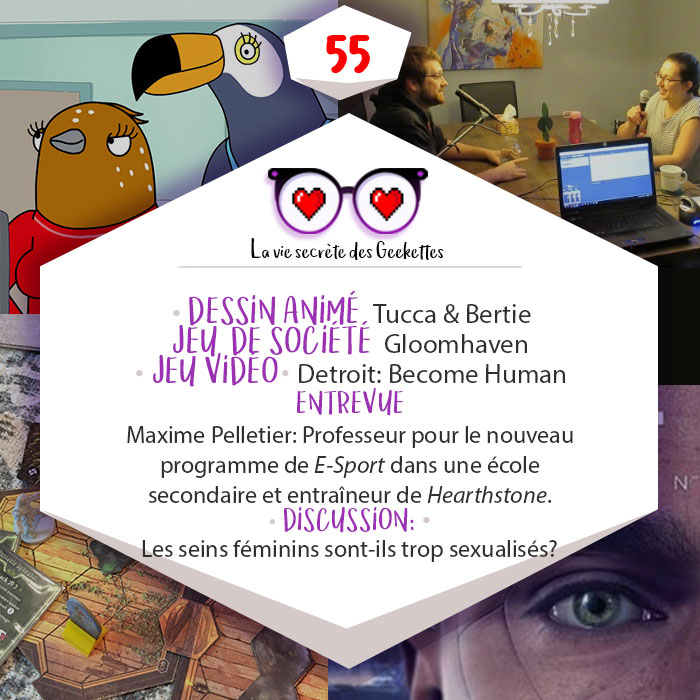 55
La vie secrète des Geekettes
• DESSIN ANIMÉ Tucca & Bertie
JEU DE SOCIÉTÉ Gloomhaven
• JEU VIDÉO • Detroit: Become Human
ENTREVUE
Maxime Pelletier: Professeur pour le nouveau
programme de E-Sport dans une école
secondaire et entraîneur de Hearthstone.
• DISCUSSION: •
Les seins féminins sont-ils trop sexualisés?